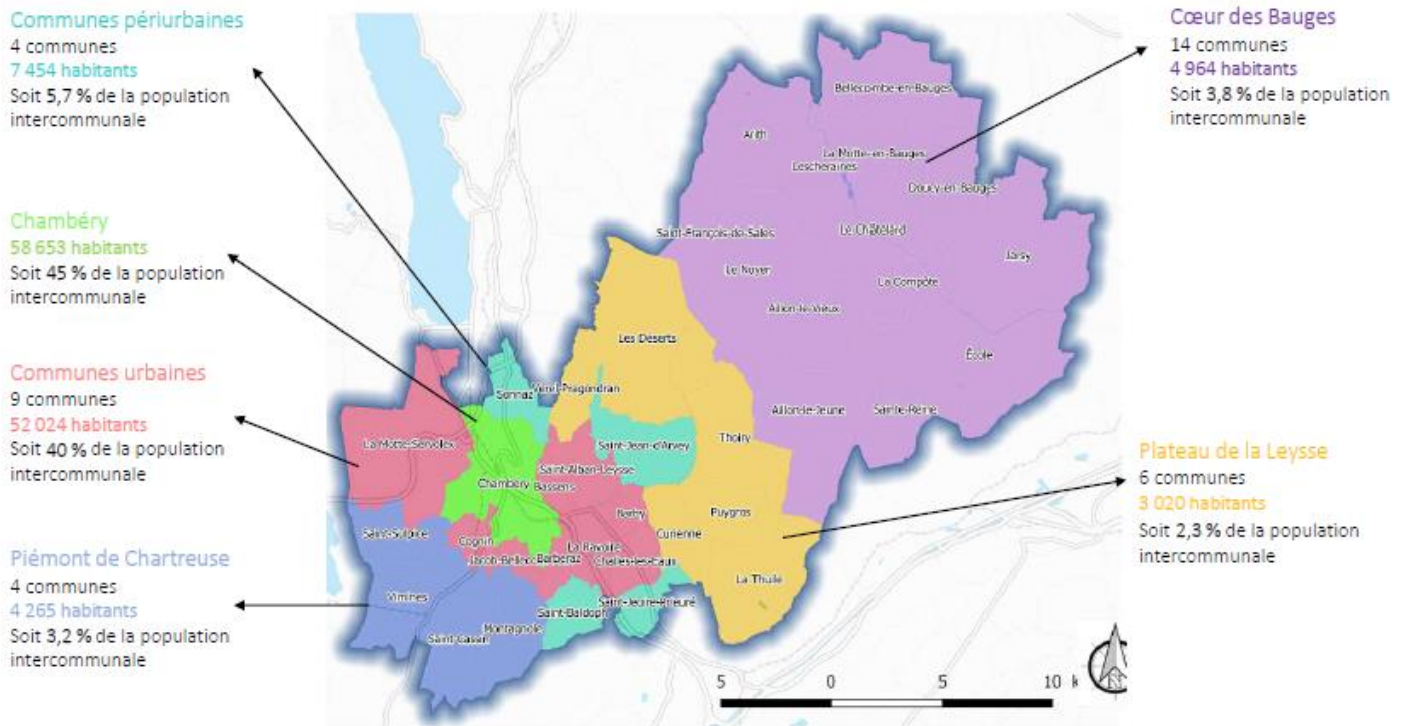 Communes périurbaines
4 communes
7 454 habitants
Soit 5,7 % de la population
intercommunale
Chambéry
58 653 habitants
Soit 45 % de la population
intercommunale
Communes urbaines
9 communes
52 024 habitants
Soit 40 % de la population
intercommunale
Piémont de Chartreuse
4 communes
4 265 habitants
Soit 3,2 % de la population
intercommunale
Cœur des Bauges
14 communes
4 964 habitants
Soit 3,8 % de la population
intercommunale
Plateau de la Leysse
6 communes
3 020 habitants
Soit 2,3 % de la population
intercommunale
Bellecombe-en-Bauges
Arith
La Motte-en-Bauges
Lescheraines
Doucy-en-Bauges
Saint-François-de-Sales
Le Châtelard
Jarsy
Le Noyer
La Compôte
Aillon-le-Vieux
École
Aillon-le-Jeune
Sainte-Reine
Les Déserts
Sonnaz
Vérel-Pragondran
Thoiry
La Motte-Servolex
Saint-Jean-d'Arvey
Saint-Alban-Leysse
Chambéry
Bassens
Barby
Puygros
Curienne
Saint-Sulpice
Cognin
La Ravoire
Barberaz
Challes-les-Eaux
La Thuile
Vimines
Saint-Jeoire-Prieuré
Saint-Baldoph
Montagnole
Saint-Cassin
5 0 10 k